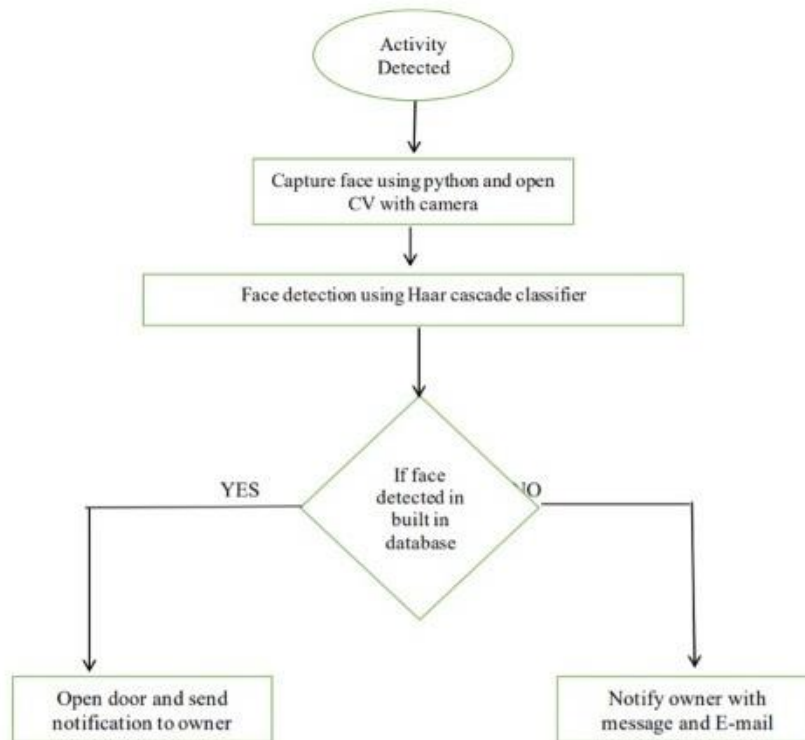 Activity
Detected
Capture face using python and open
CV with camera
Face detection using Haar cascade classifier
If face
detected in
built in
database
YES
NO
Open door and send
notification to owner
Notify owner with
message and E-mail